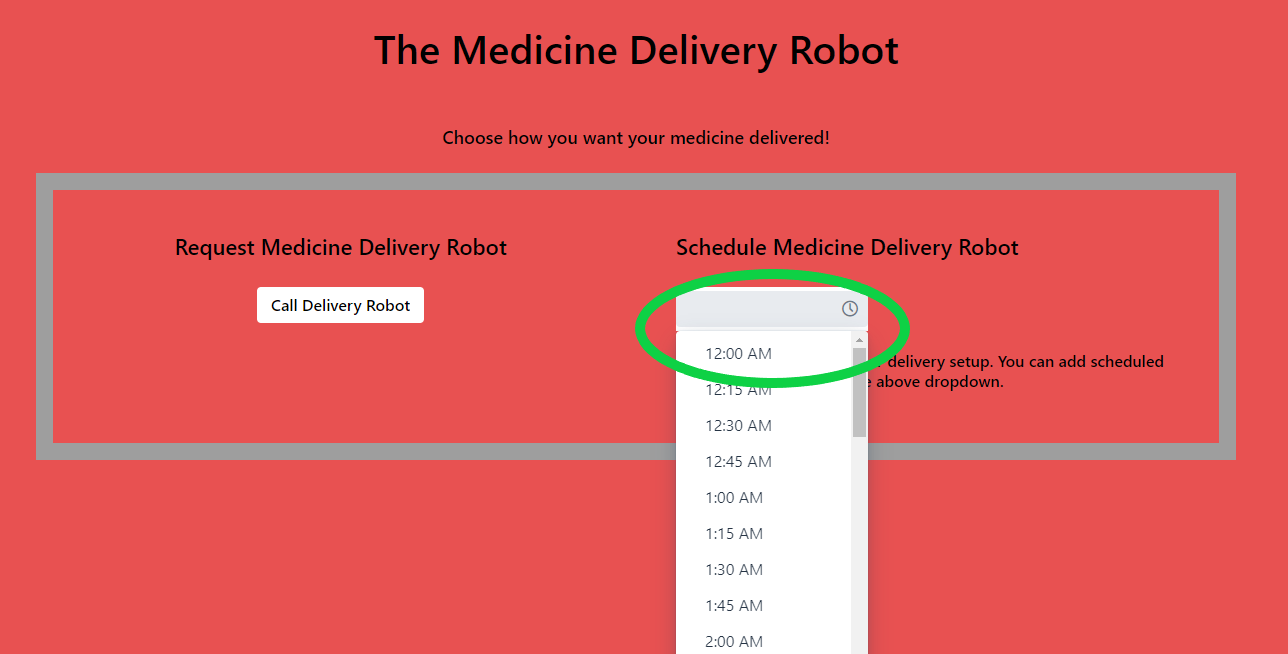 The Medicine Delivery Robot
Choose how you want your medicine delivered!
Request Medicine Delivery Robot
Call Delivery Robot
Schedule Medicine Delivery Robot
12:00 AM
12:15 AM
12:30 AM
12:45 AM
1:00 AM
1:15 AM
1:30 AM
1:45 AM
2:00 AM
delivery setup. You can add scheduled
above dropdown.